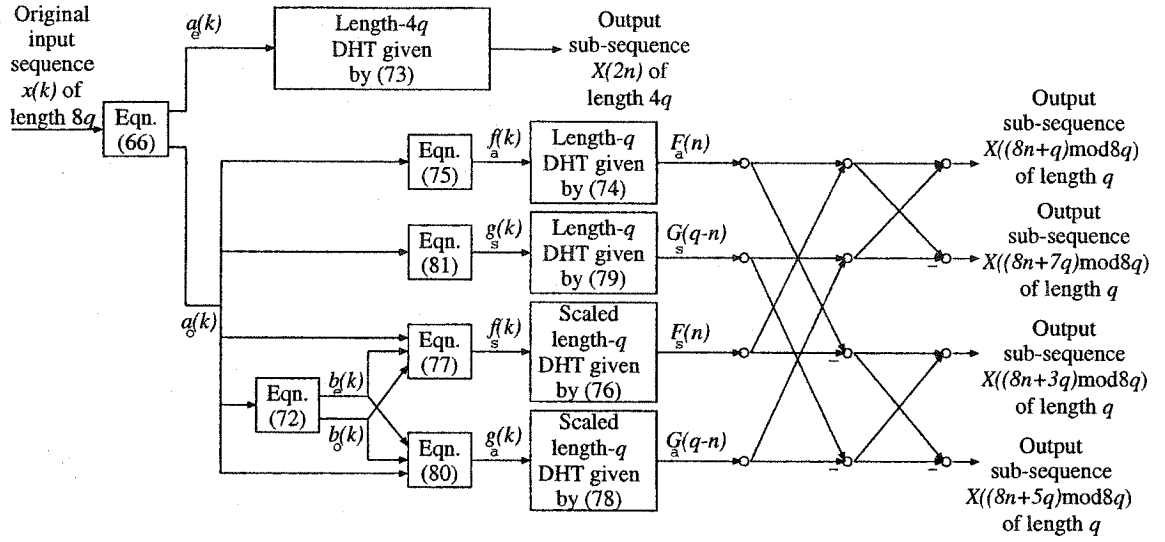 Original
input
sequence
x(k) of
length 8q
Eqn.
(66)
a_e(k)
Length-4q
DHT given
by (73)
Output
sub-sequence
X(2n) of
length 4q
a_o(k)
Eqn.
(75)
f_a(k)
Length-q
DHT given
by (74)
F_a(n)
Output
sub-sequence
X((8n+q)mod8q)
of length q
Eqn.
(81)
g_s(k)
Length-q
DHT given
by (79)
G_s(q-n)
–
Output
sub-sequence
X((8n+7q)mod8q)
of length q
Eqn.
(72)
b_e(k)
b_o(k)
Eqn.
(77)
f_s(k)
Scaled
length-q
DHT given
by (76)
F_s(n)
–
Output
sub-sequence
X((8n+3q)mod8q)
of length q
Eqn.
(80)
g_a(k)
Scaled
length-q
DHT given
by (78)
G_a(q-n)
–
–
Output
sub-sequence
X((8n+5q)mod8q)
of length q